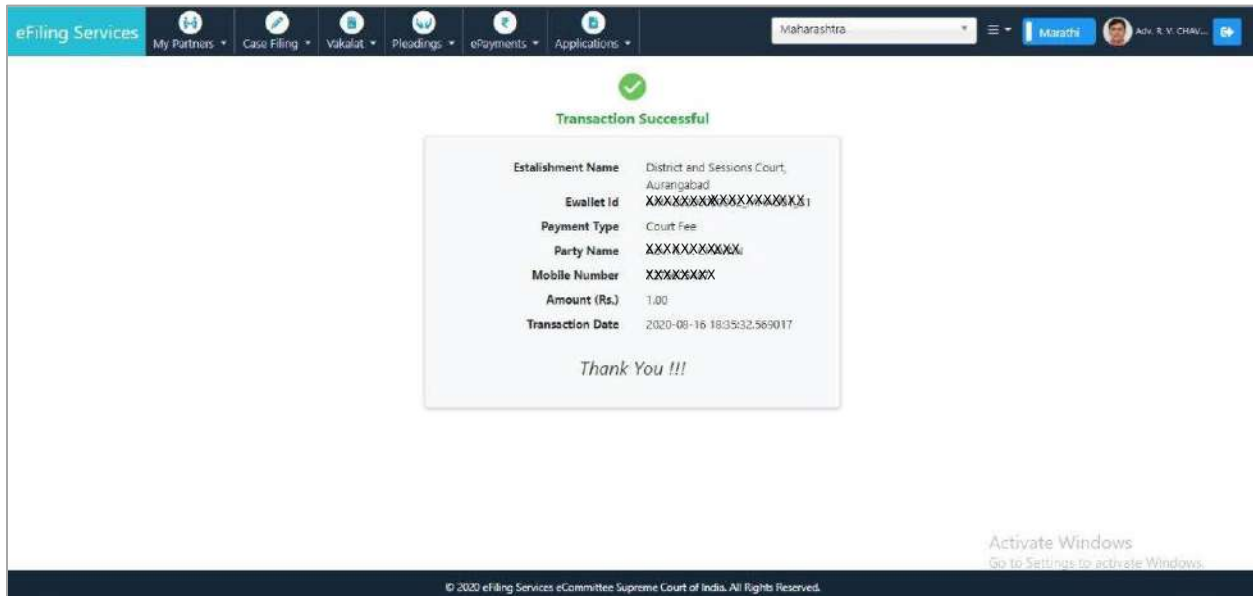 eFiling Services
My Partners
Case Filing
Vakalat
Pleadings
ePayments
Applications
Maharashtra
Marathi
Adv. R. V. CHAV...
Transaction Successful
Estalishment Name District and Sessions Court,
Aurangabad
Ewallet Id XXXXXXXXXXXXXXXXXXX1
Payment Type Court Fee
Party Name XXXXXXXXXXX
Mobile Number XXXXXXXX
Amount (Rs.) 1.00
Transaction Date 2020-08-16 18:35:32.569017
Thank You !!!
Activate Windows
Go to Settings to activate Windows.
© 2020 eFiling Services eCommittee Supreme Court of India. All Rights Reserved.